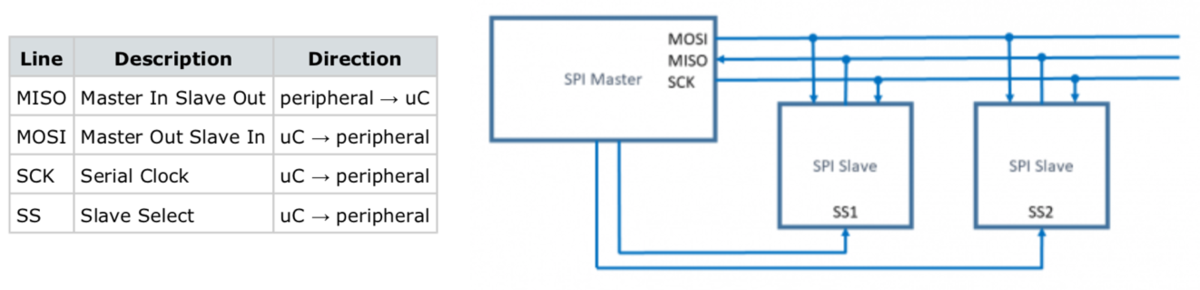 Line Description Direction
MISO Master In Slave Out peripheral → uC
MOSI Master Out Slave In uC → peripheral
SCK Serial Clock uC → peripheral
SS Slave Select uC → peripheral
MOSI
MISO
SPI Master SCK
SPI Slave SPI Slave
SS1 SS2